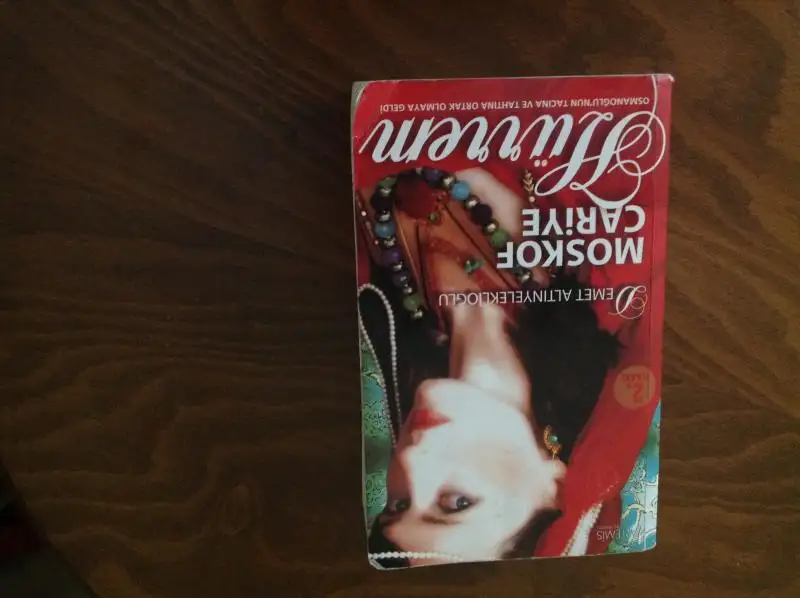 DEMET ALTINYELEKLİOĞLU
MOSKOF
CARİYE
Hürrem
OSMANOĞLU'NUN TACINA VE TAHTINA ORTAK OLMAYA GELDİ